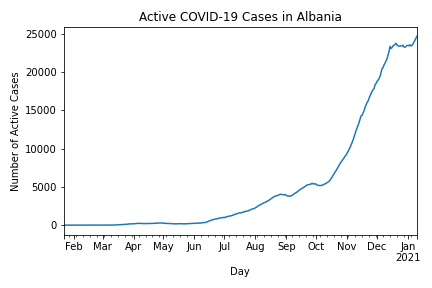 Active COVID-19 Cases in Albania
Number of Active Cases
25000
20000
15000
10000
5000
0
Feb Mar Apr May Jun Jul Aug Sep Oct Nov Dec Jan
2021
Day